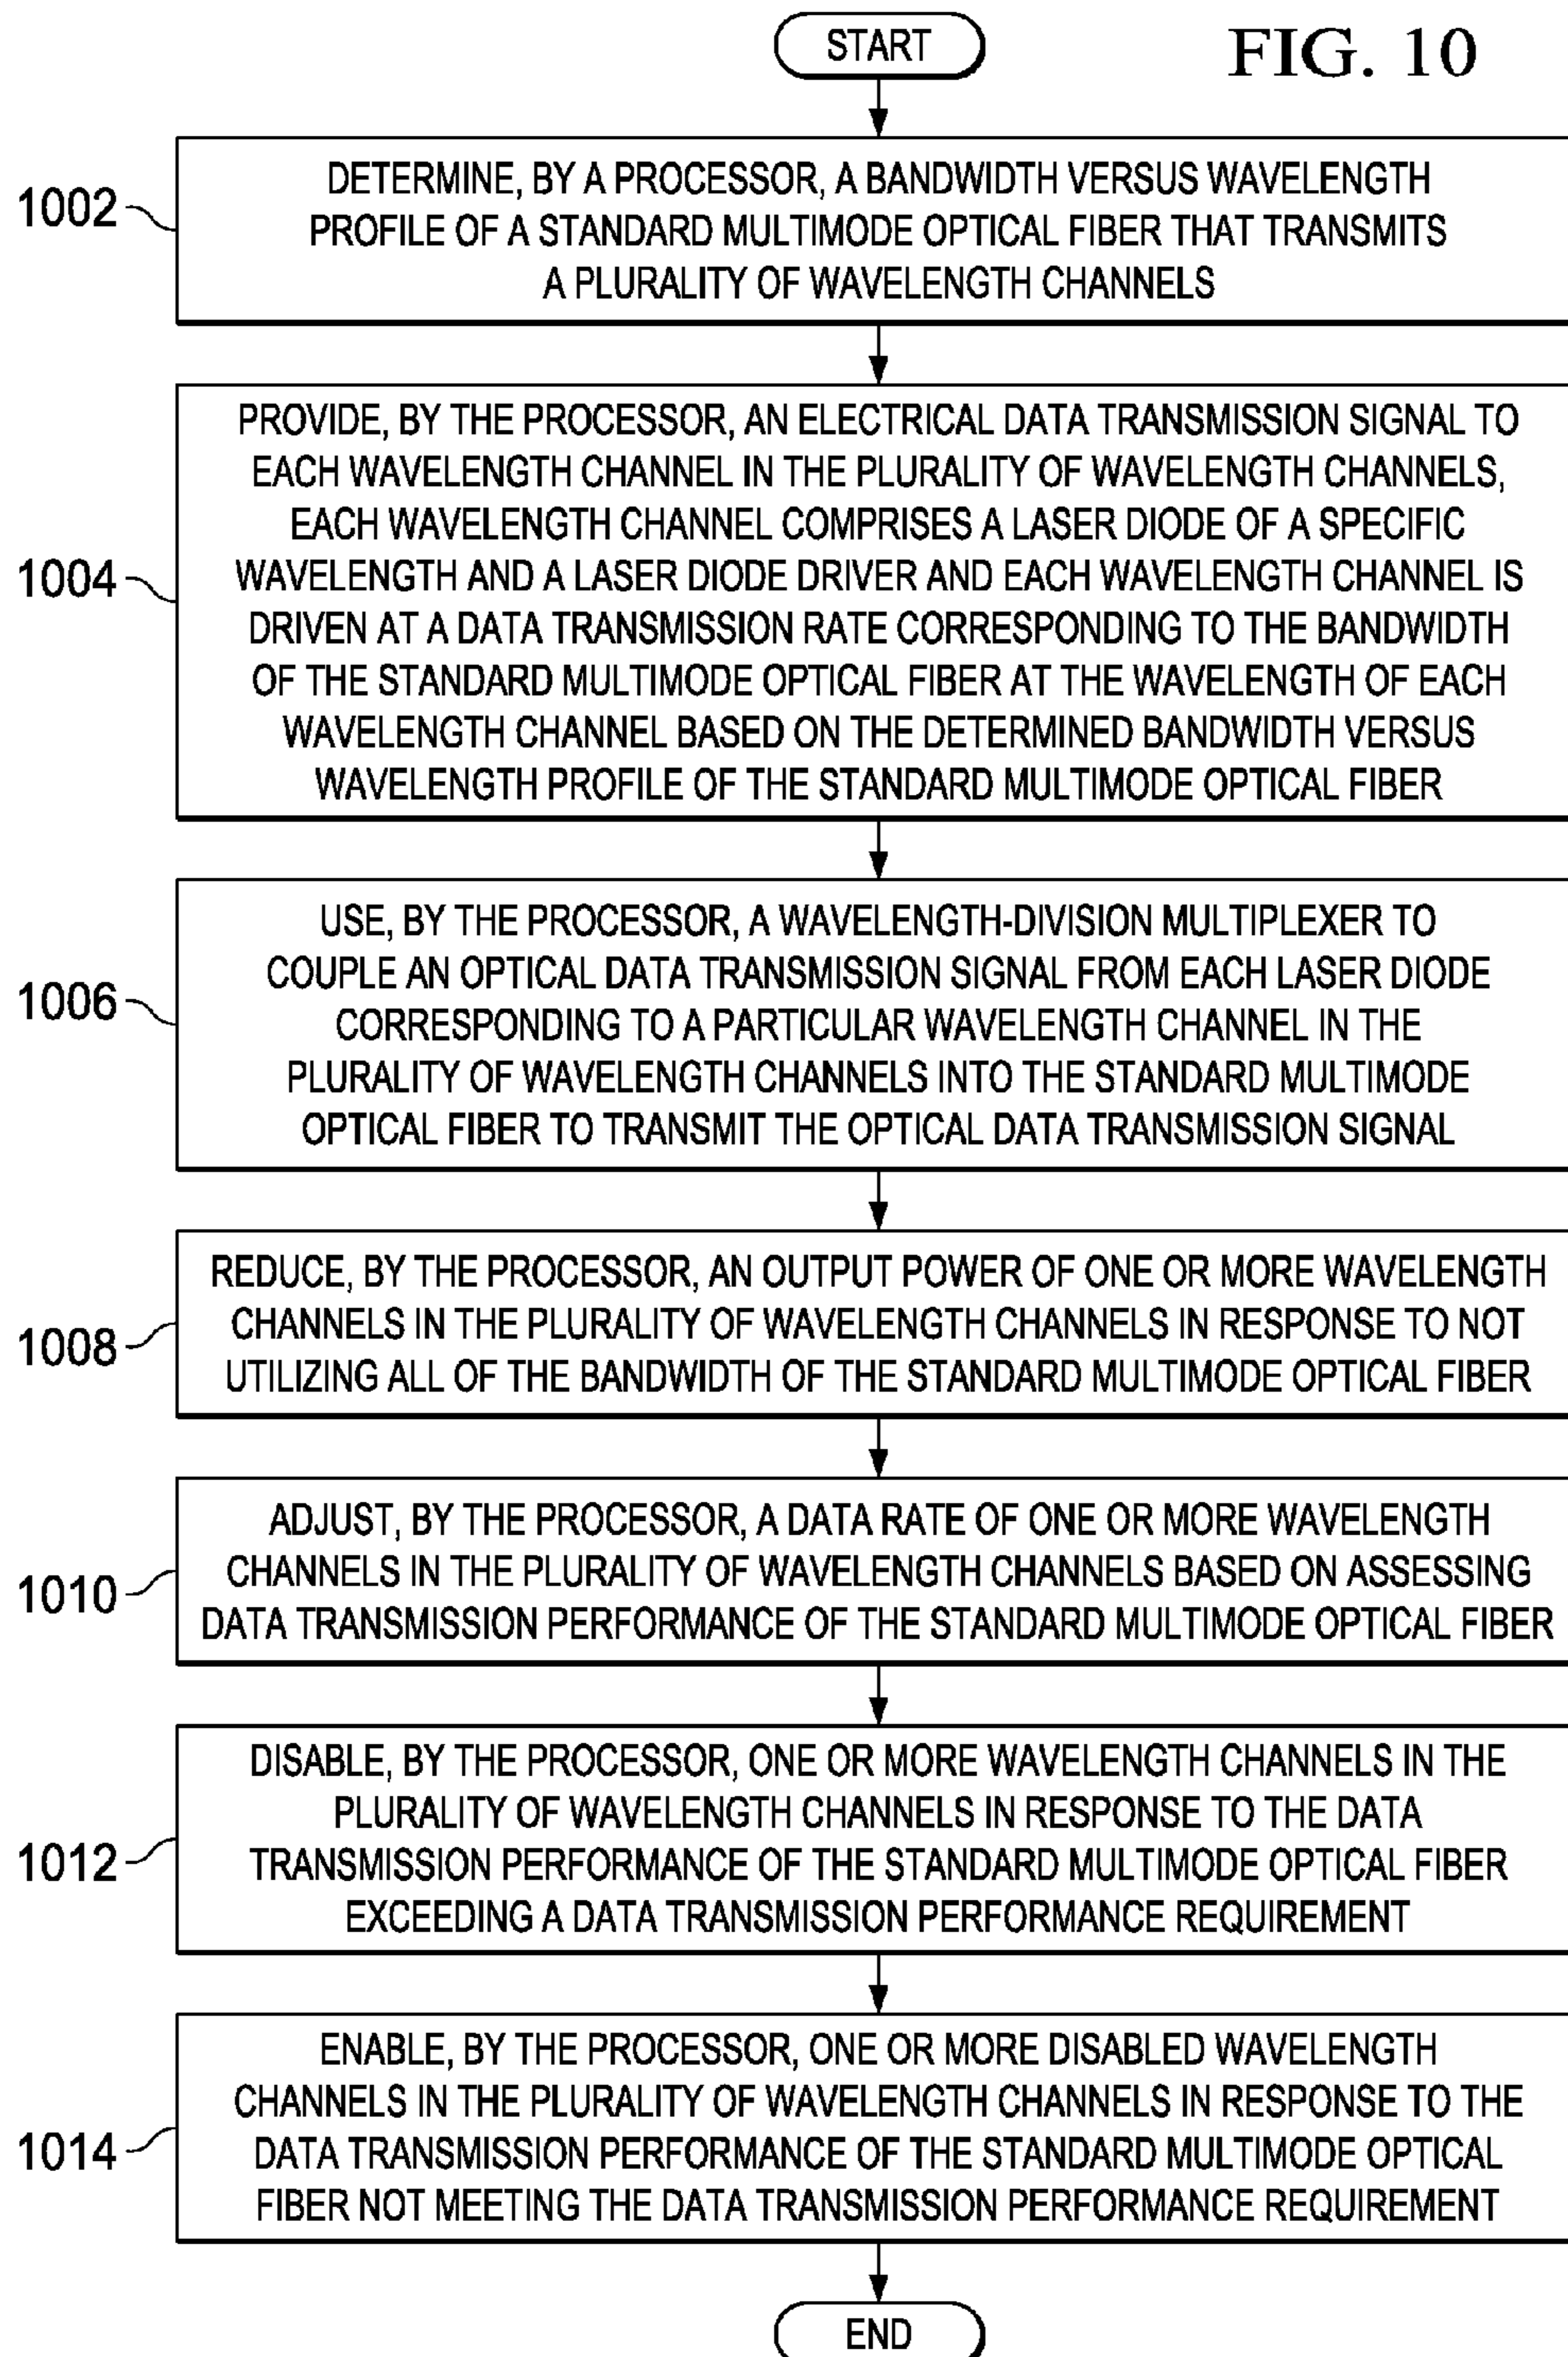 START
FIG. 10
1002
DETERMINE, BY A PROCESSOR, A BANDWIDTH VERSUS WAVELENGTH
PROFILE OF A STANDARD MULTIMODE OPTICAL FIBER THAT TRANSMITS
A PLURALITY OF WAVELENGTH CHANNELS
1004
PROVIDE, BY THE PROCESSOR, AN ELECTRICAL DATA TRANSMISSION SIGNAL TO
EACH WAVELENGTH CHANNEL IN THE PLURALITY OF WAVELENGTH CHANNELS,
EACH WAVELENGTH CHANNEL COMPRISES A LASER DIODE OF A SPECIFIC
WAVELENGTH AND A LASER DIODE DRIVER AND EACH WAVELENGTH CHANNEL IS
DRIVEN AT A DATA TRANSMISSION RATE CORRESPONDING TO THE BANDWIDTH
OF THE STANDARD MULTIMODE OPTICAL FIBER AT THE WAVELENGTH OF EACH
WAVELENGTH CHANNEL BASED ON THE DETERMINED BANDWIDTH VERSUS
WAVELENGTH PROFILE OF THE STANDARD MULTIMODE OPTICAL FIBER
1006
USE, BY THE PROCESSOR, A WAVELENGTH-DIVISION MULTIPLEXER TO
COUPLE AN OPTICAL DATA TRANSMISSION SIGNAL FROM EACH LASER DIODE
CORRESPONDING TO A PARTICULAR WAVELENGTH CHANNEL IN THE
PLURALITY OF WAVELENGTH CHANNELS INTO THE STANDARD MULTIMODE
OPTICAL FIBER TO TRANSMIT THE OPTICAL DATA TRANSMISSION SIGNAL
1008
REDUCE, BY THE PROCESSOR, AN OUTPUT POWER OF ONE OR MORE WAVELENGTH
CHANNELS IN THE PLURALITY OF WAVELENGTH CHANNELS IN RESPONSE TO NOT
UTILIZING ALL OF THE BANDWIDTH OF THE STANDARD MULTIMODE OPTICAL FIBER
1010
ADJUST, BY THE PROCESSOR, A DATA RATE OF ONE OR MORE WAVELENGTH
CHANNELS IN THE PLURALITY OF WAVELENGTH CHANNELS BASED ON ASSESSING
DATA TRANSMISSION PERFORMANCE OF THE STANDARD MULTIMODE OPTICAL FIBER
1012
DISABLE, BY THE PROCESSOR, ONE OR MORE WAVELENGTH CHANNELS IN THE
PLURALITY OF WAVELENGTH CHANNELS IN RESPONSE TO THE DATA
TRANSMISSION PERFORMANCE OF THE STANDARD MULTIMODE OPTICAL FIBER
EXCEEDING A DATA TRANSMISSION PERFORMANCE REQUIREMENT
1014
ENABLE, BY THE PROCESSOR, ONE OR MORE DISABLED WAVELENGTH
CHANNELS IN THE PLURALITY OF WAVELENGTH CHANNELS IN RESPONSE TO THE
DATA TRANSMISSION PERFORMANCE OF THE STANDARD MULTIMODE OPTICAL
FIBER NOT MEETING THE DATA TRANSMISSION PERFORMANCE REQUIREMENT
END